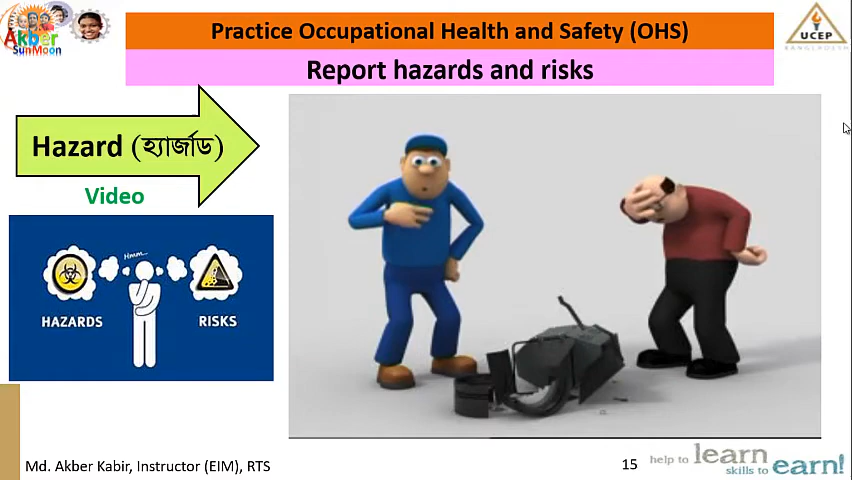 Akber
SunMoon
Practice Occupational Health and Safety (OHS)
UCEP
BANGLADESH
Report hazards and risks
Hazard (হ্যার্জাড)
Video
Hmm...
HAZARDS
RISKS
Md. Akber Kabir, Instructor (EIM), RTS
15
help to learn
skills to earn!